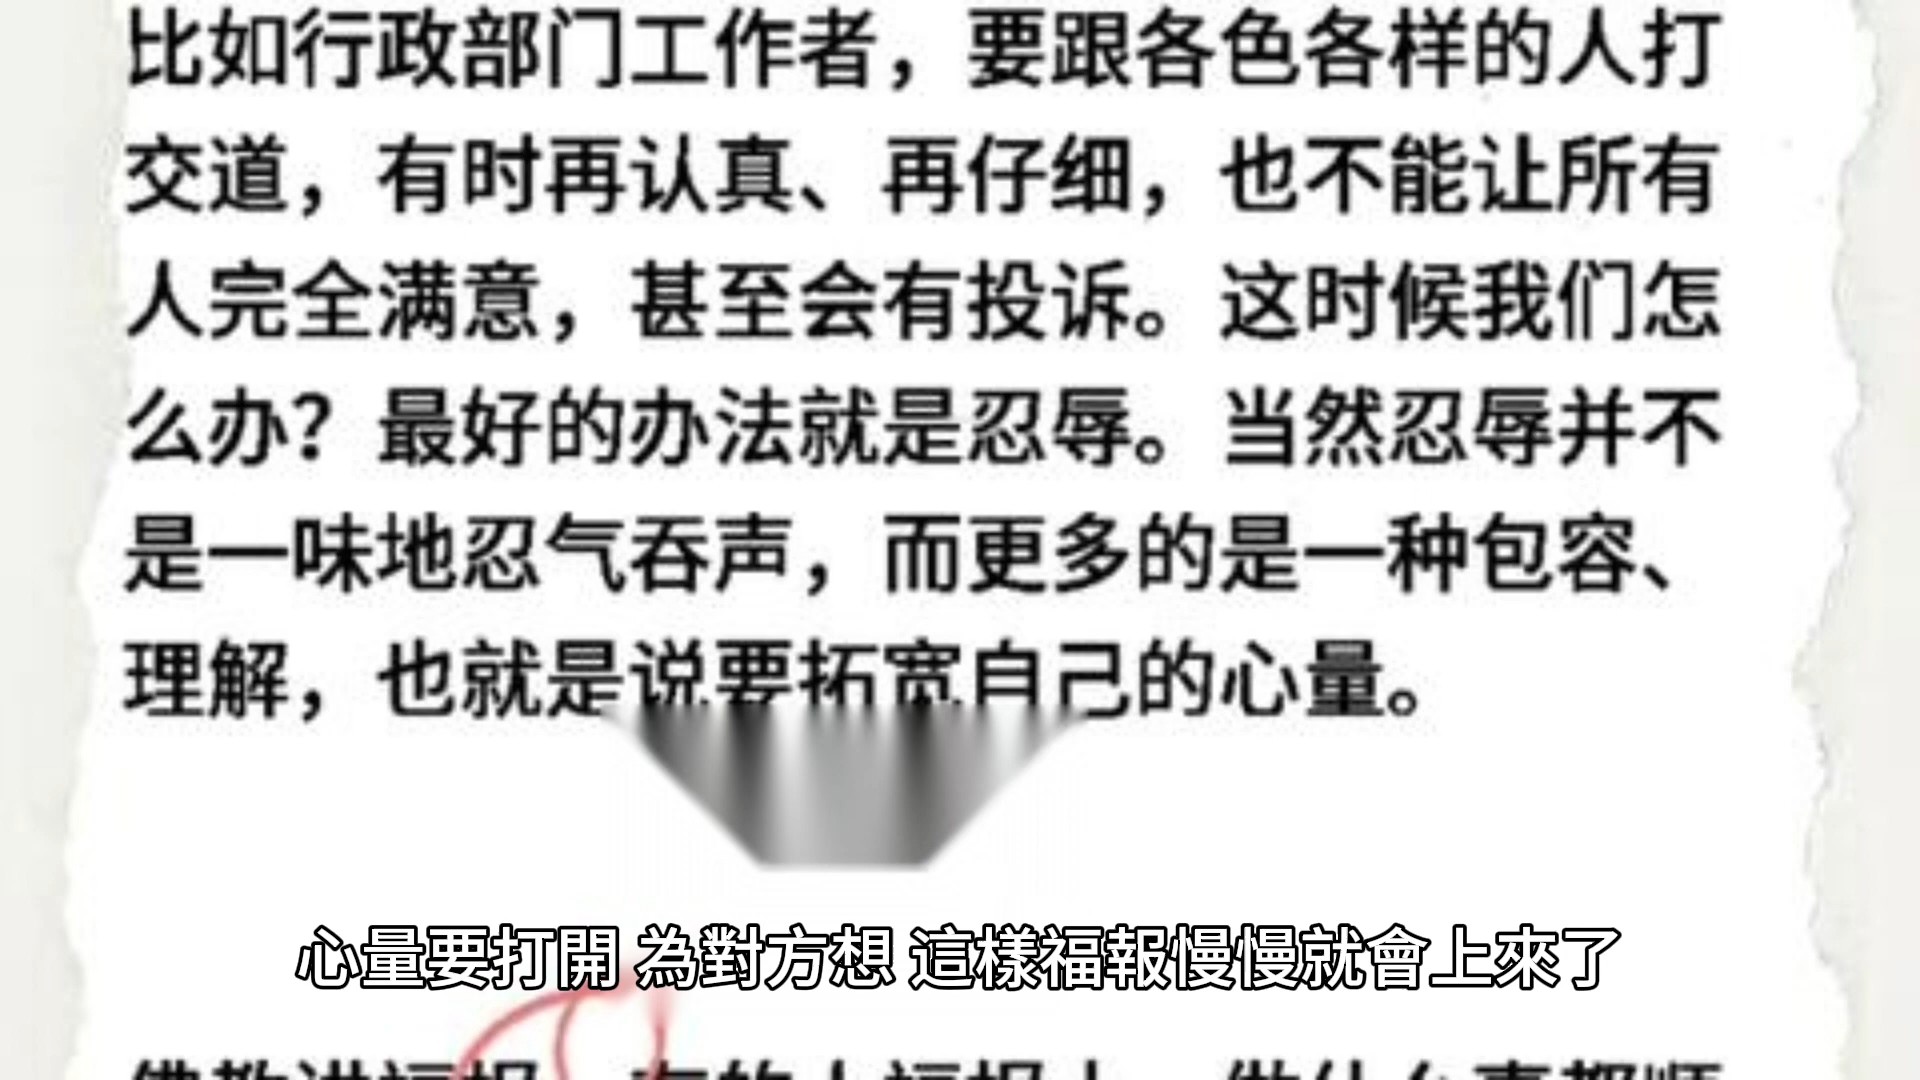 比如行政部门工作者，要跟各色各样的人打
交道，有时再认真、再仔细，也不能让所有
人完全满意，甚至会有投诉。这时候我们怎
么办？最好的办法就是忍辱。当然忍辱并不
是一味地忍气吞声，而更多的是一种包容、
理解，也就是说要拓宽自己的心量。
心量要打開 為對方想 這樣福報慢慢就會上來了